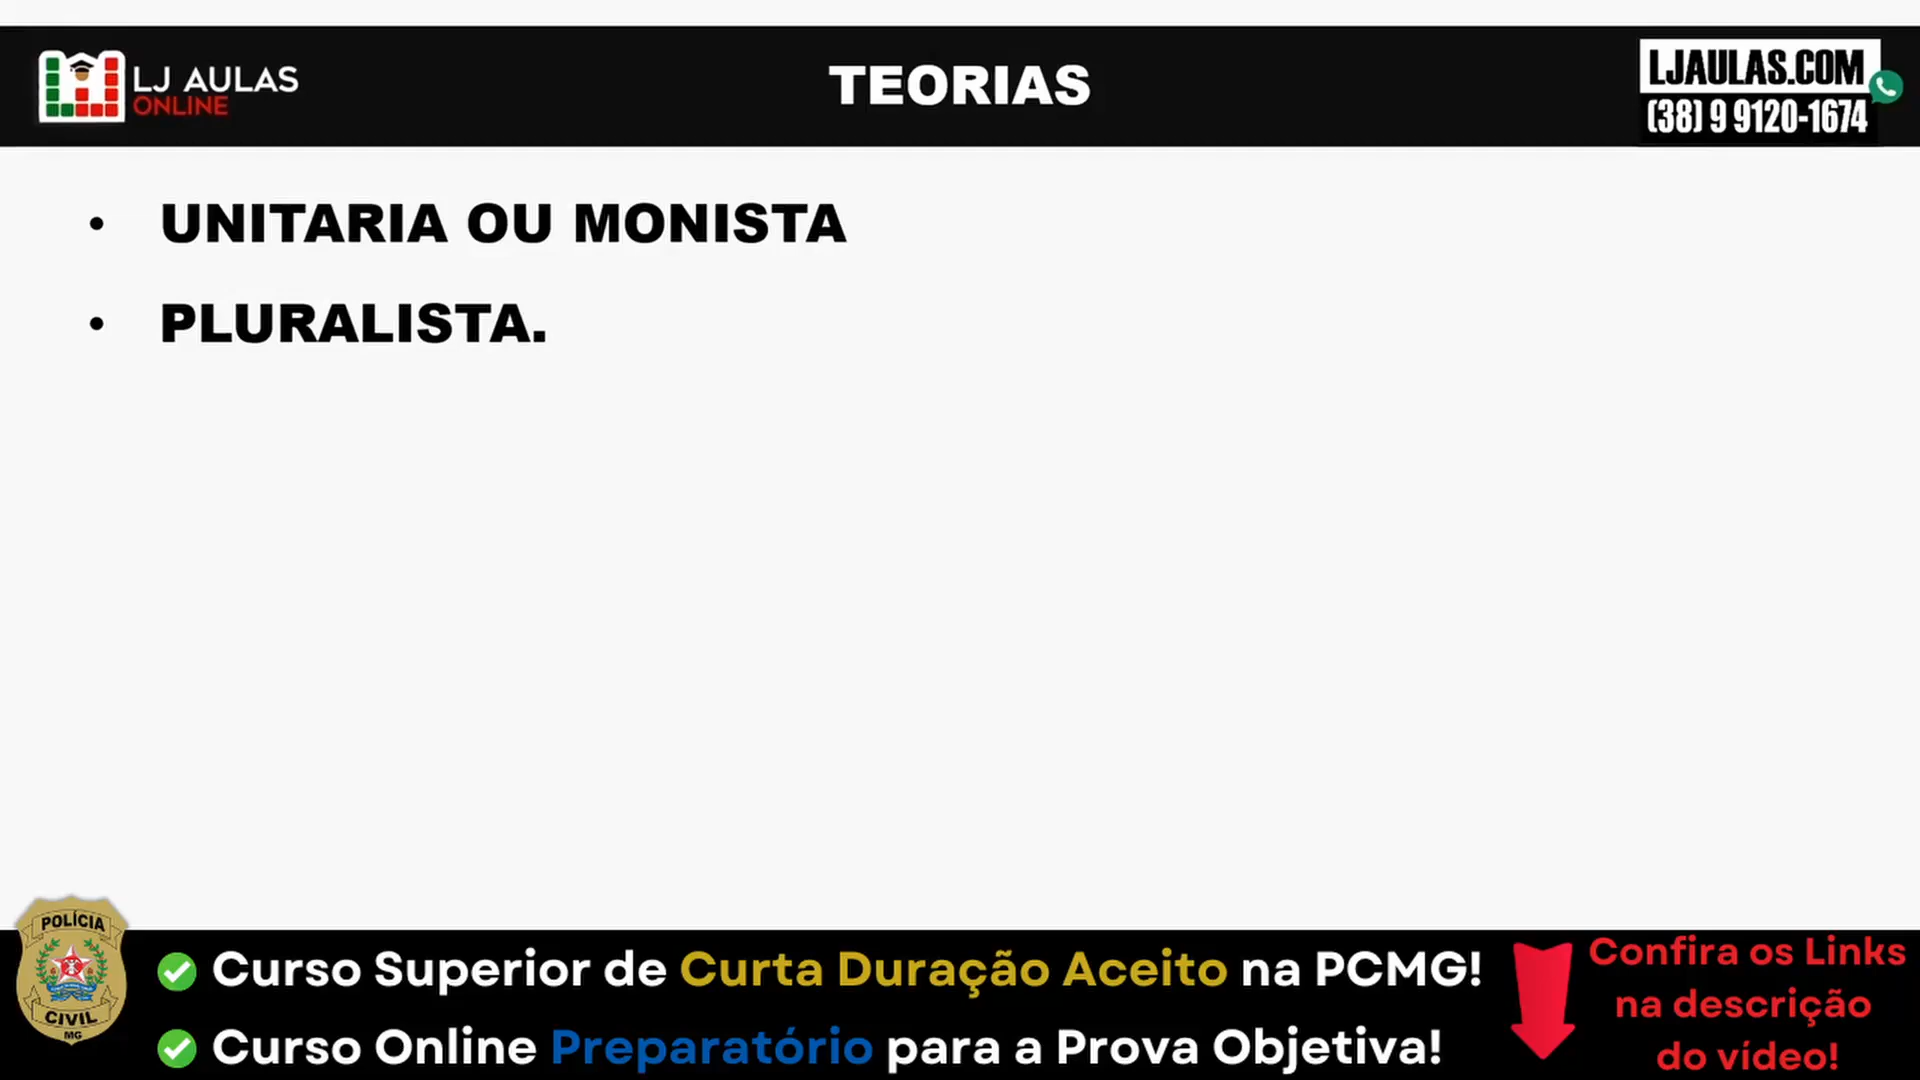 LJ AULAS
ONLINE
TEORIAS
LJAULAS.COM
(38) 9 9120-1674
• UNITARIA OU MONISTA
• PLURALISTA.
POLÍCIA
CIVIL
MG
Curso Superior de Curta Duração Aceito na PCMG!
Curso Online Preparatório para a Prova Objetiva!
Confira os Links
na descrição
do vídeo!